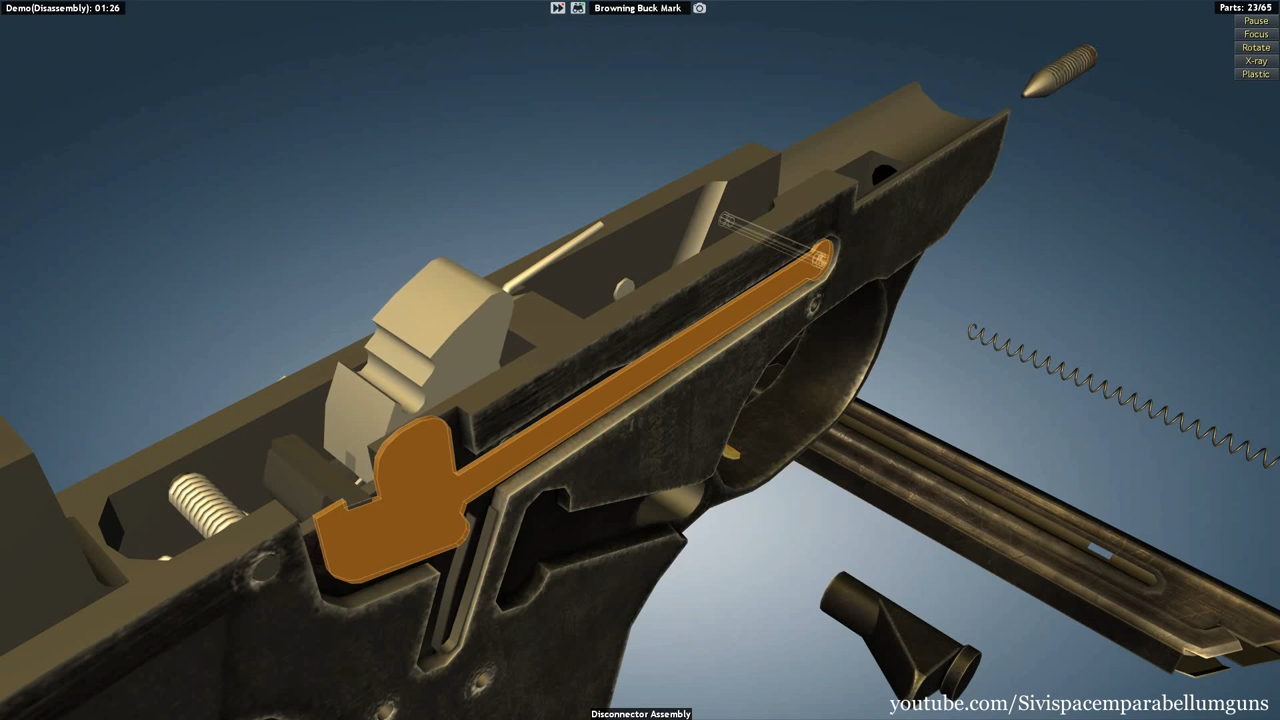 Demo(Disassembly): 01:26
Browning Buck Mark
Parts: 23/65
Pause
Focus
Rotate
X-ray
Plastic
Disconnector Assembly
youtube.com/Sivispacemparabellumguns